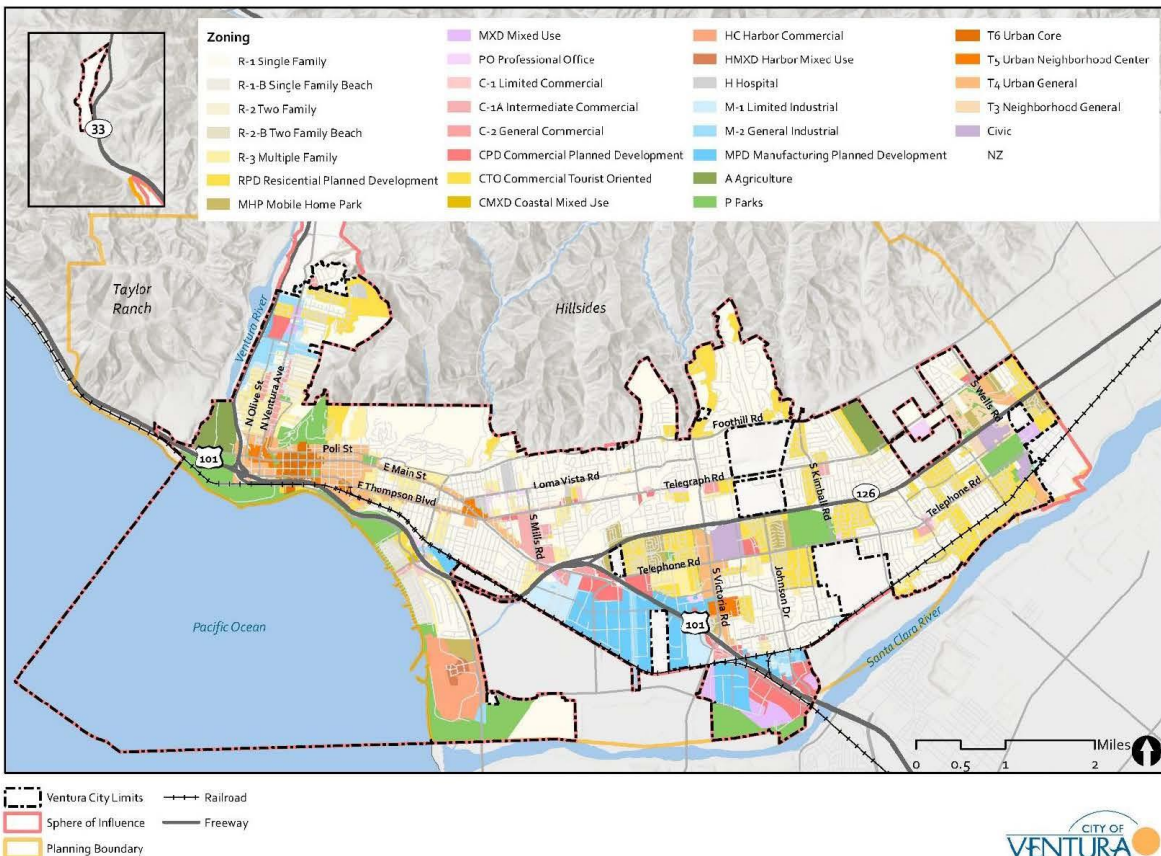 Zoning
R-1 Single Family
R-1-B Single Family Beach
R-2 Two Family
R-2-B Two Family Beach
R-3 Multiple Family
RPD Residential Planned Development
MHP Mobile Home Park
MXD Mixed Use
PO Professional Office
C-1 Limited Commercial
C-1A Intermediate Commercial
C-2 General Commercial
CPD Commercial Planned Development
CTO Commercial Tourist Oriented
CMXD Coastal Mixed Use
HC Harbor Commercial
HMXD Harbor Mixed Use
H Hospital
M-1 Limited Industrial
M-2 General Industrial
MPD Manufacturing Planned Development
A Agriculture
P Parks
T6 Urban Core
T5 Urban Neighborhood Center
T4 Urban General
T3 Neighborhood General
Civic
NZ
33
Taylor
Ranch
Ventura River
Hillsides
N Olive St
N Ventura Ave
Poli St
101
E Main St
E Thompson Blvd
Loma Vista Rd
Telegraph Rd
Foothill Rd
S Mills Rd
S Kimball Rd
126
S Wells Rd
Telephone Rd
Telephone Rd
S Victoria Rd
Johnson Dr
101
Pacific Ocean
Santa Clara River
Miles
0 0.5 1 2
Ventura City Limits
Sphere of Influence
Planning Boundary
Railroad
Freeway
CITY OF
VENTURA